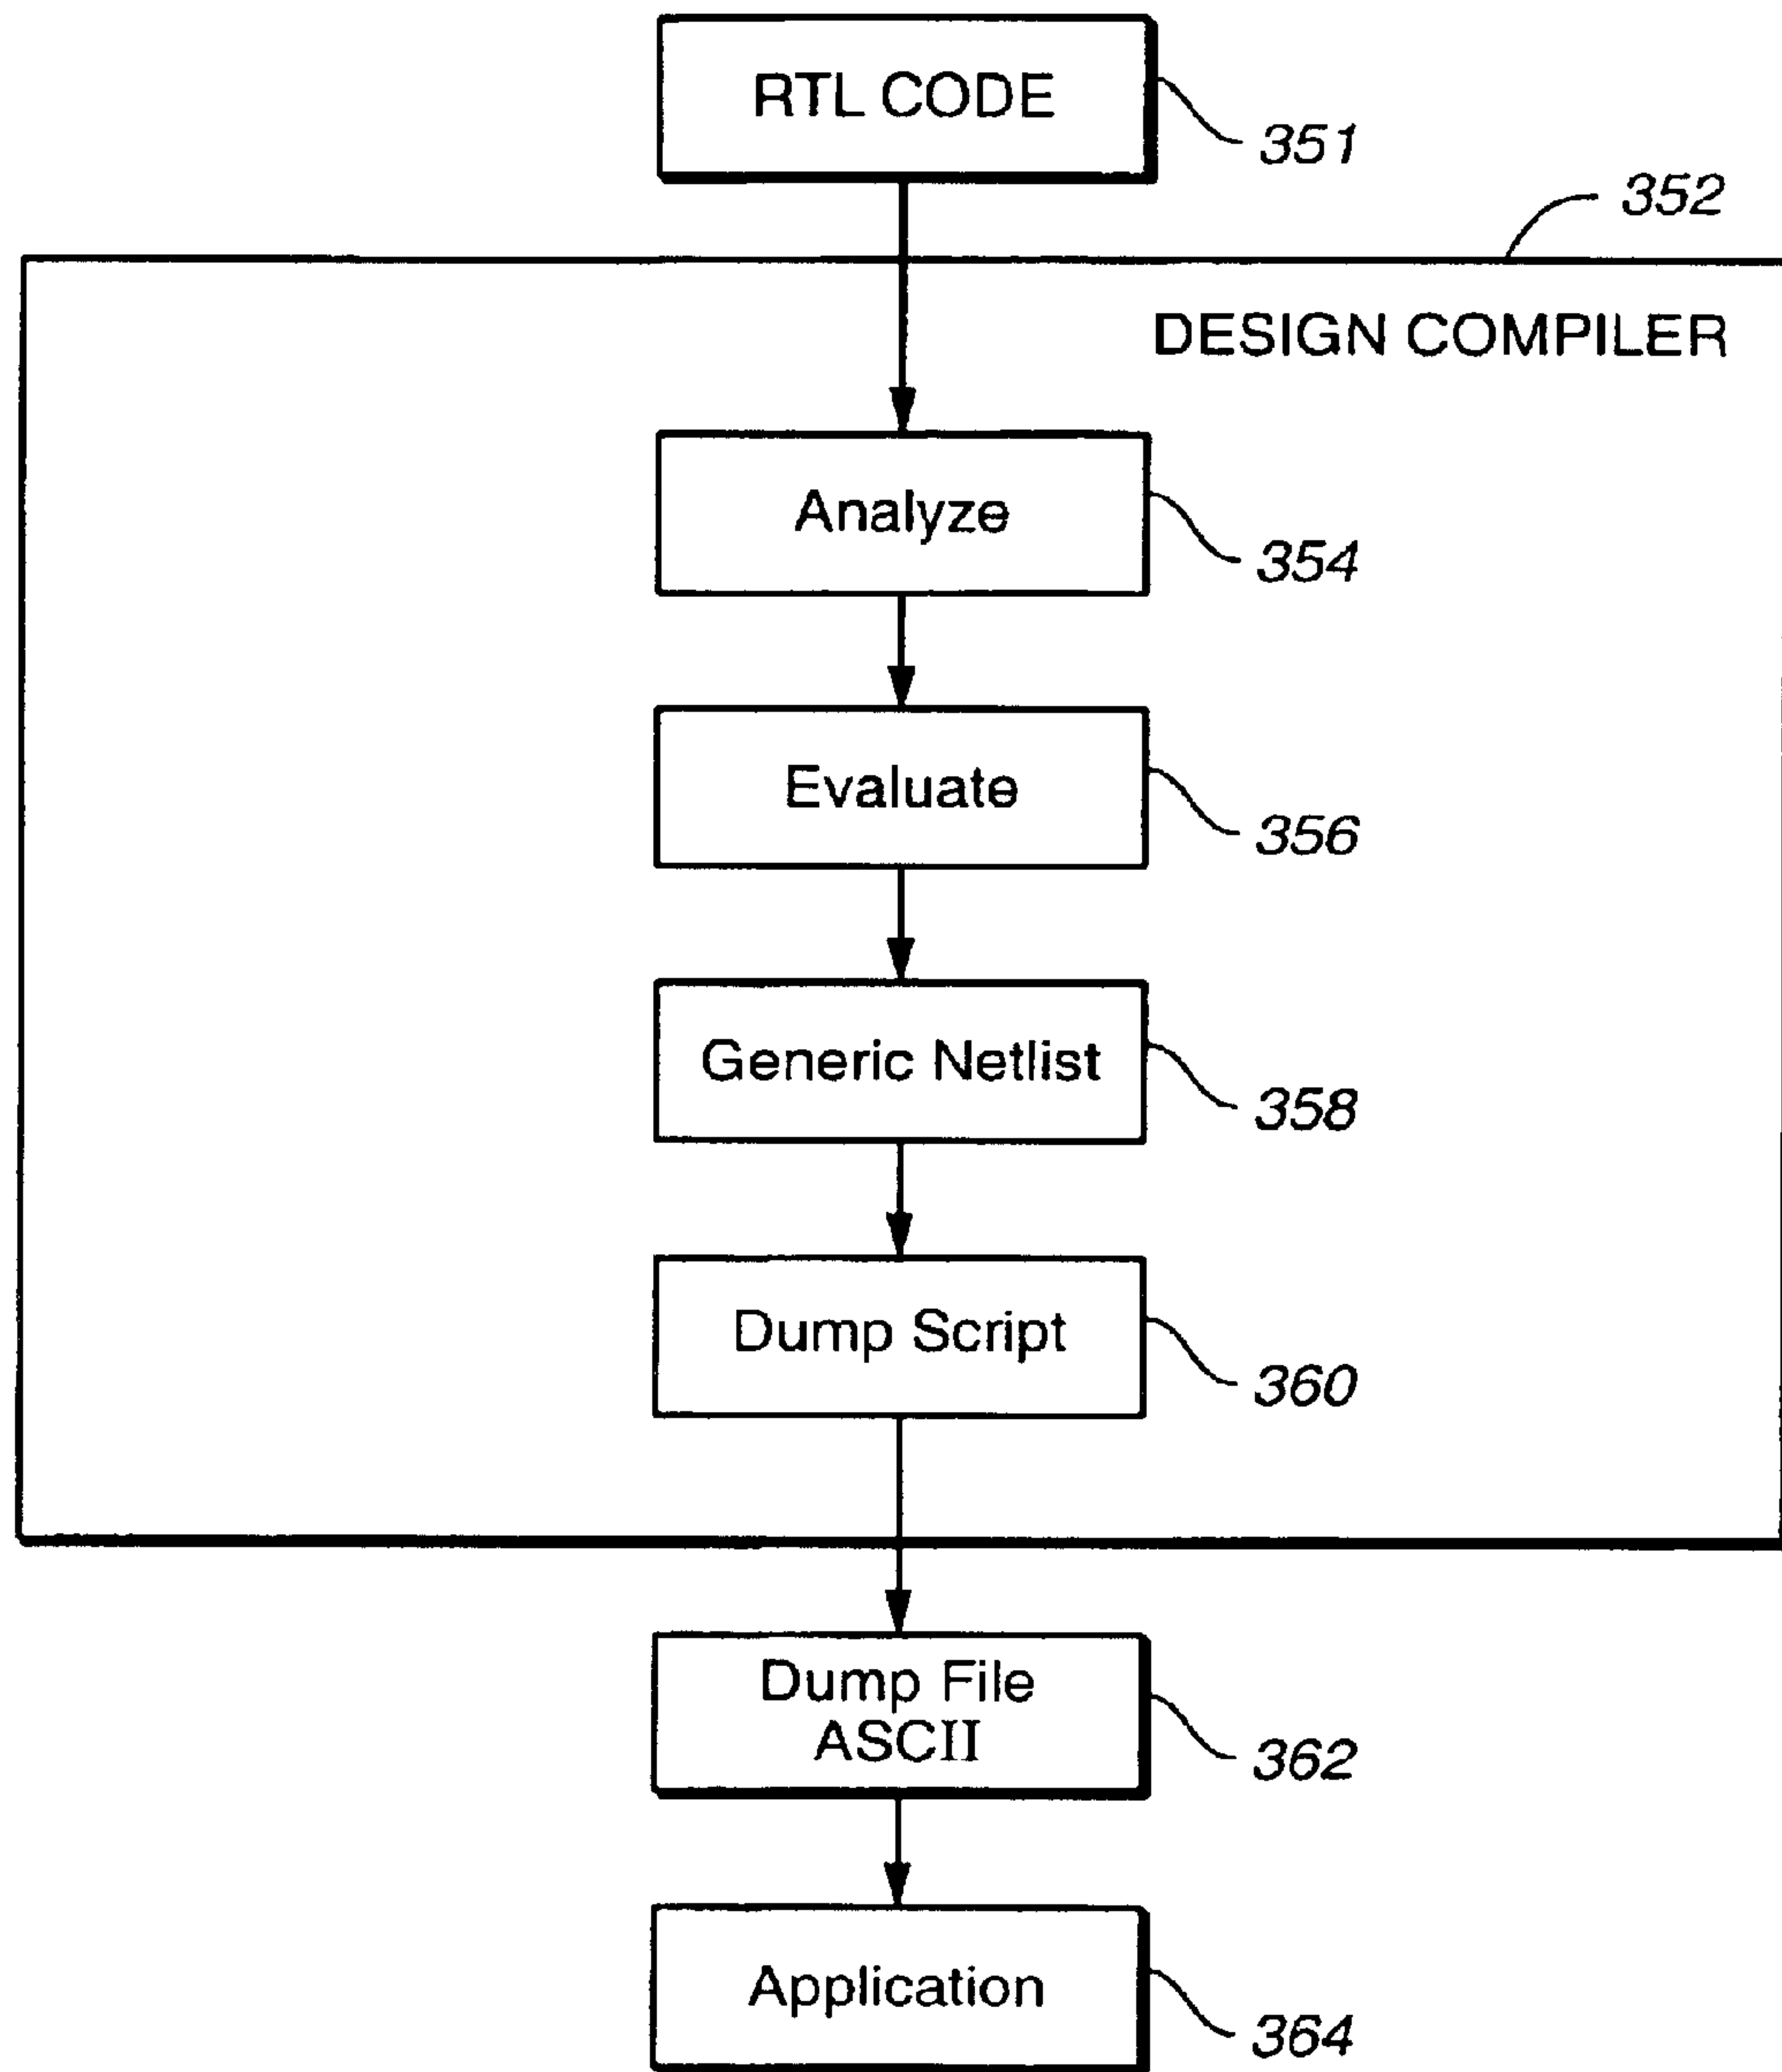 RTL CODE
351
352
DESIGN COMPILER
Analyze
354
Evaluate
356
Generic Netlist
358
Dump Script
360
Dump File
ASCII
362
Application
364